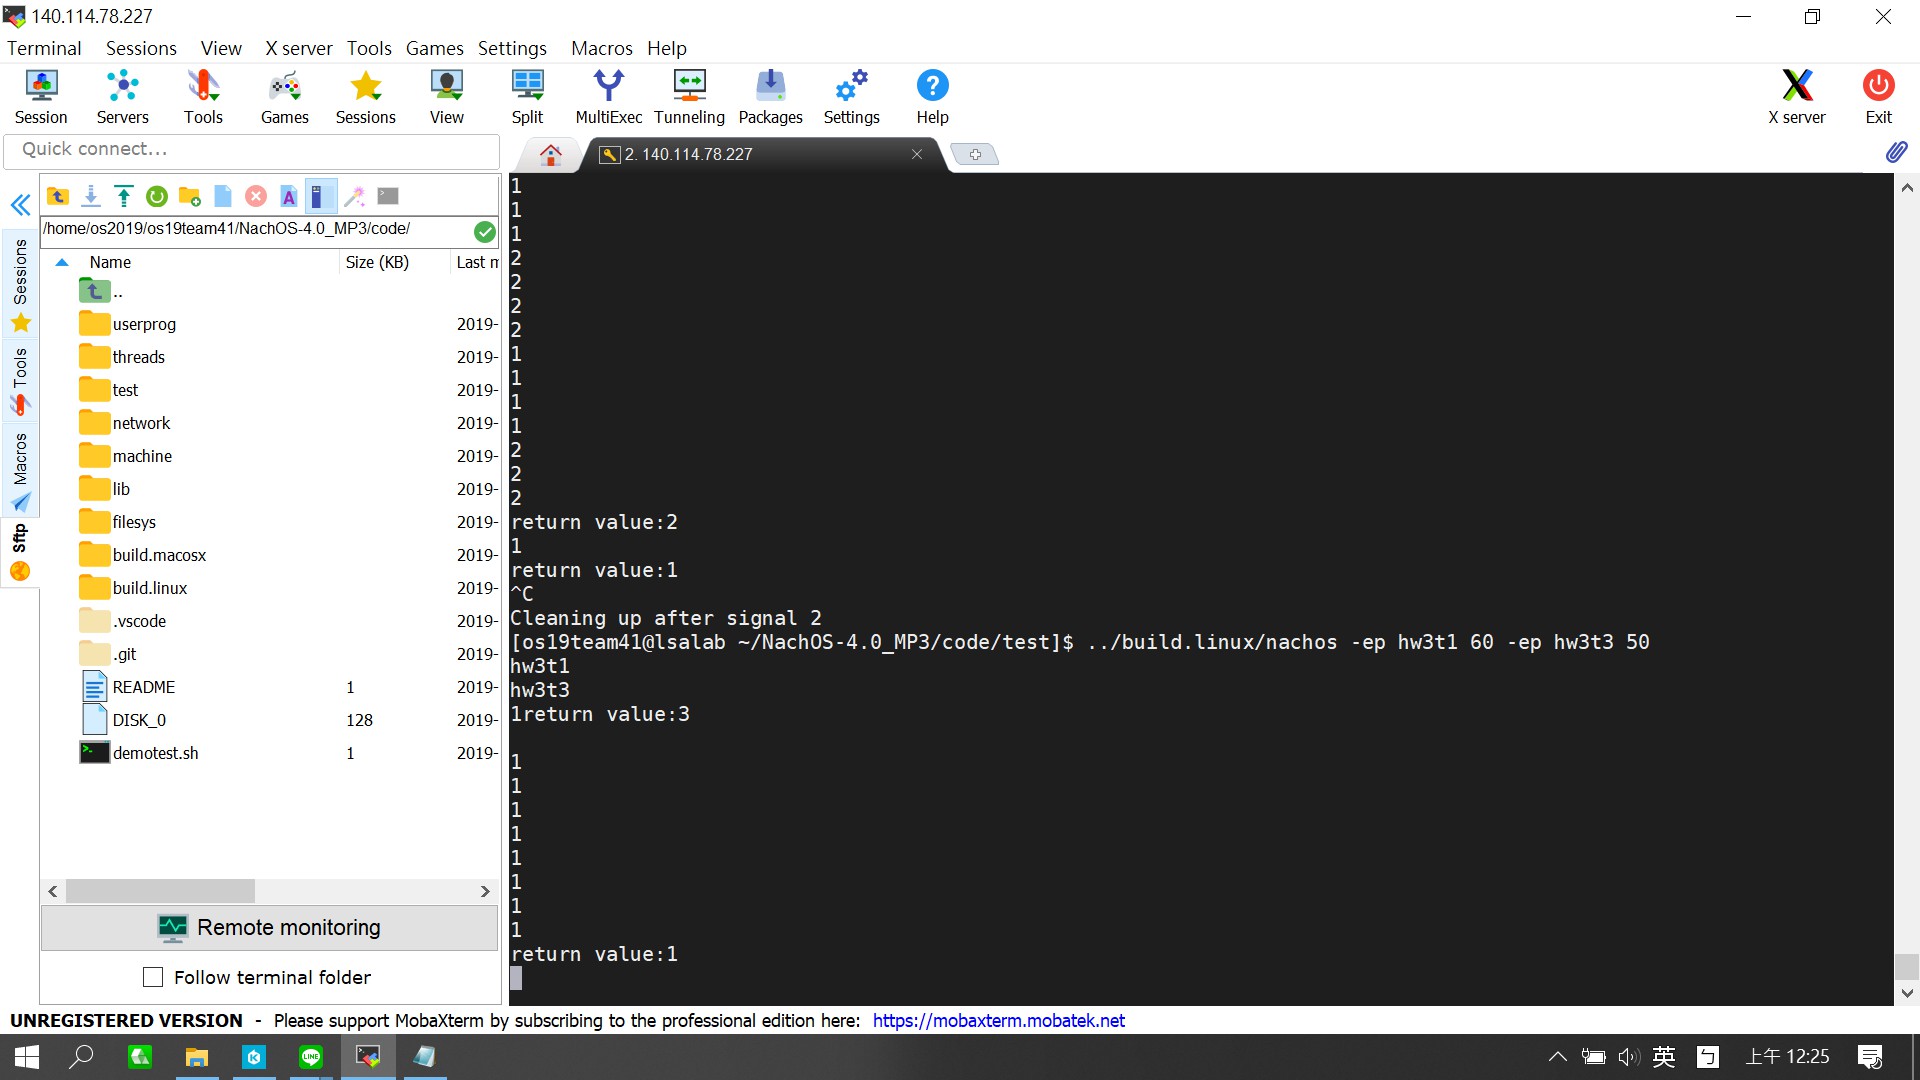 140.114.78.227
Terminal Sessions View X server Tools Games Settings Macros Help
Session Servers Tools Games Sessions View Split MultiExec Tunneling Packages Settings Help X server Exit
Quick connect...
2. 140.114.78.227
/home/os2019/os19team41/NachOS-4.0_MP3/code/
Name Size (KB) Last m
..
userprog 2019-
threads 2019-
test 2019-
network 2019-
machine 2019-
lib 2019-
filesys 2019-
build.macosx 2019-
build.linux 2019-
.vscode 2019-
.git 2019-
README 1 2019-
DISK_0 128 2019-
demotest.sh 1 2019-
Sessions
Tools
Macros
Sftp
Remote monitoring
Follow terminal folder
1
1
1
2
2
2
2
1
1
1
1
2
2
2
return value:2
1
return value:1
^C
Cleaning up after signal 2
[os19team41@lsalab ~/NachOS-4.0_MP3/code/test]$ ../build.linux/nachos -ep hw3t1 60 -ep hw3t3 50
hw3t1
hw3t3
1return value:3
1
1
1
1
1
1
1
1
return value:1
UNREGISTERED VERSION - Please support MobaXterm by subscribing to the professional edition here: https://mobaxterm.mobatek.net
LINE
英 ㄅ 上午 12:25